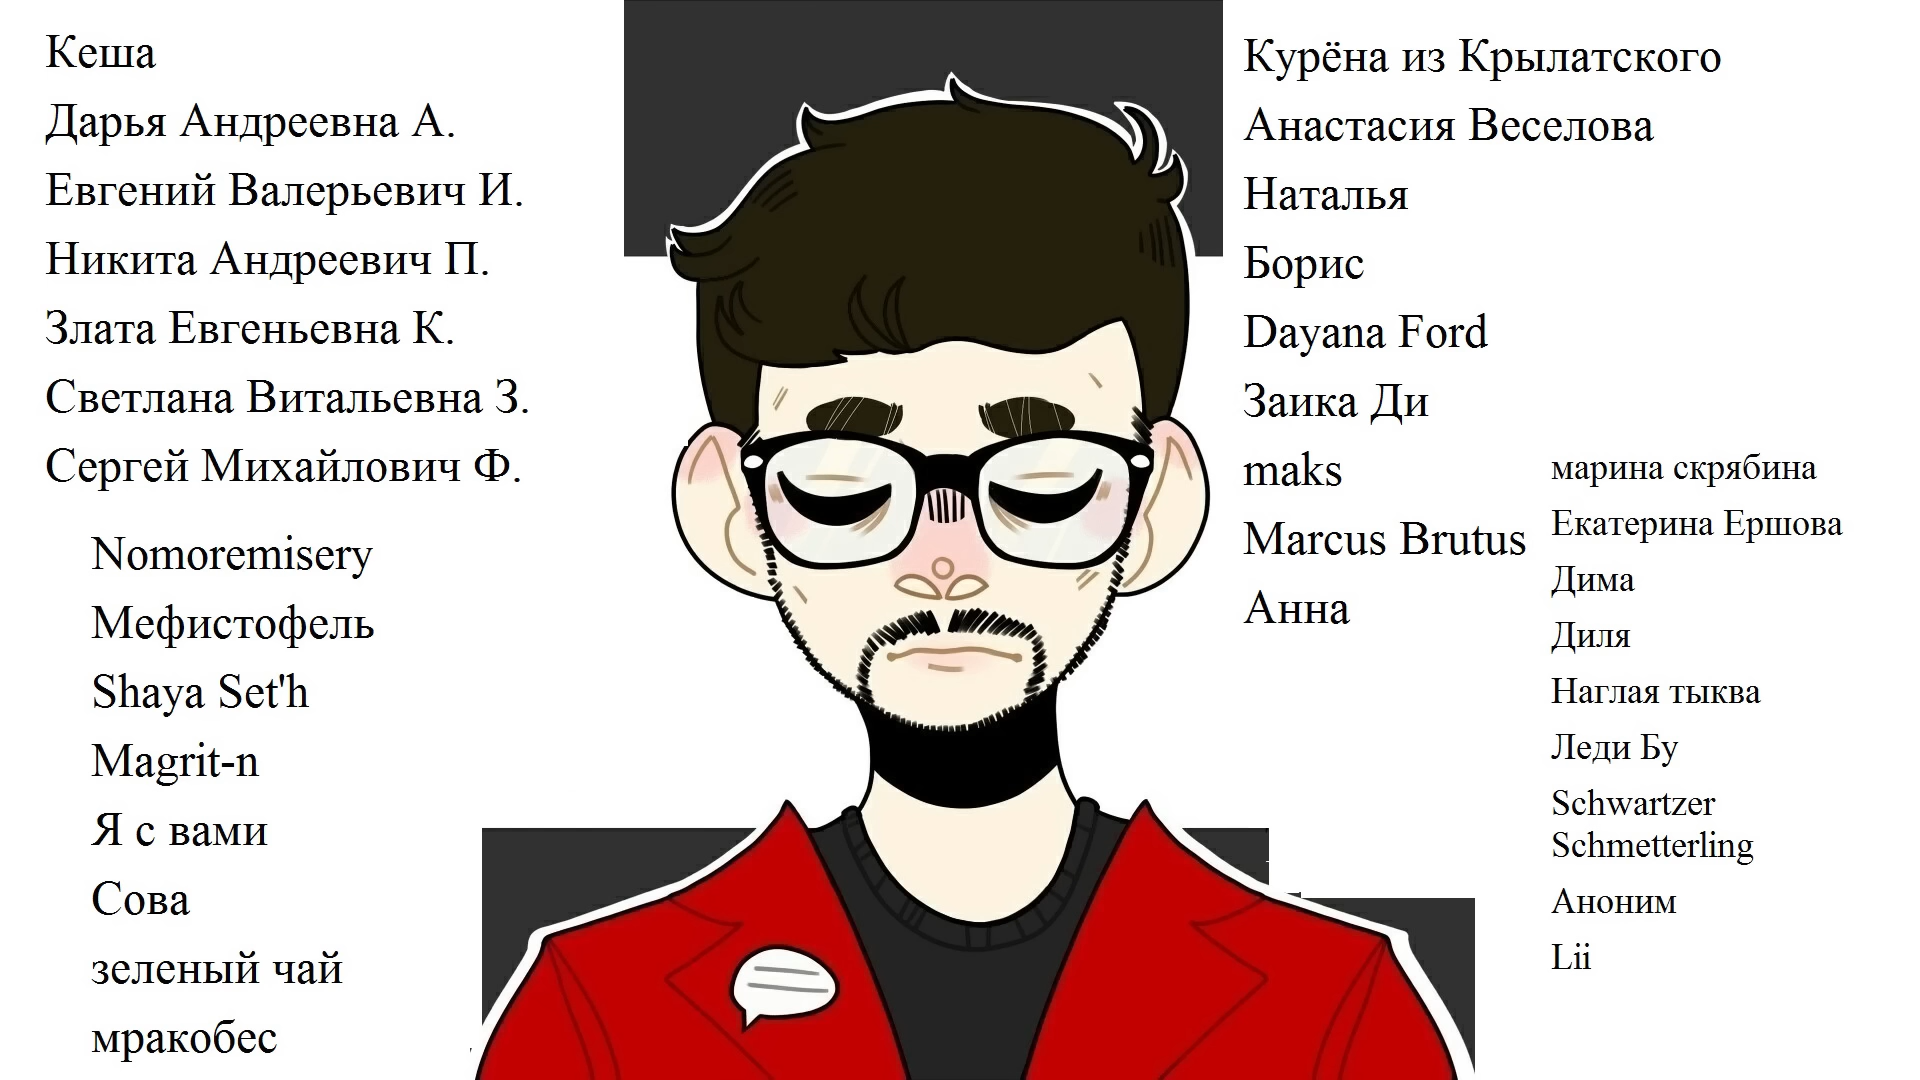 Кеша
Дарья Андреевна А.
Евгений Валерьевич И.
Никита Андреевич П.
Злата Евгеньевна К.
Светлана Витальевна З.
Сергей Михайлович Ф.
Nomoremisery
Мефистофель
Shaya Set'h
Magrit-n
Я с вами
Сова
зеленый чай
мракобес
Курёна из Крылатского
Анастасия Веселова
Наталья
Борис
Dayana Ford
Заика Ди
maks
Marcus Brutus
Анна
марина скрябина
Екатерина Ершова
Дима
Диля
Наглая тыква
Леди Бу
Schwartzer
Schmetterling
Аноним
Lii